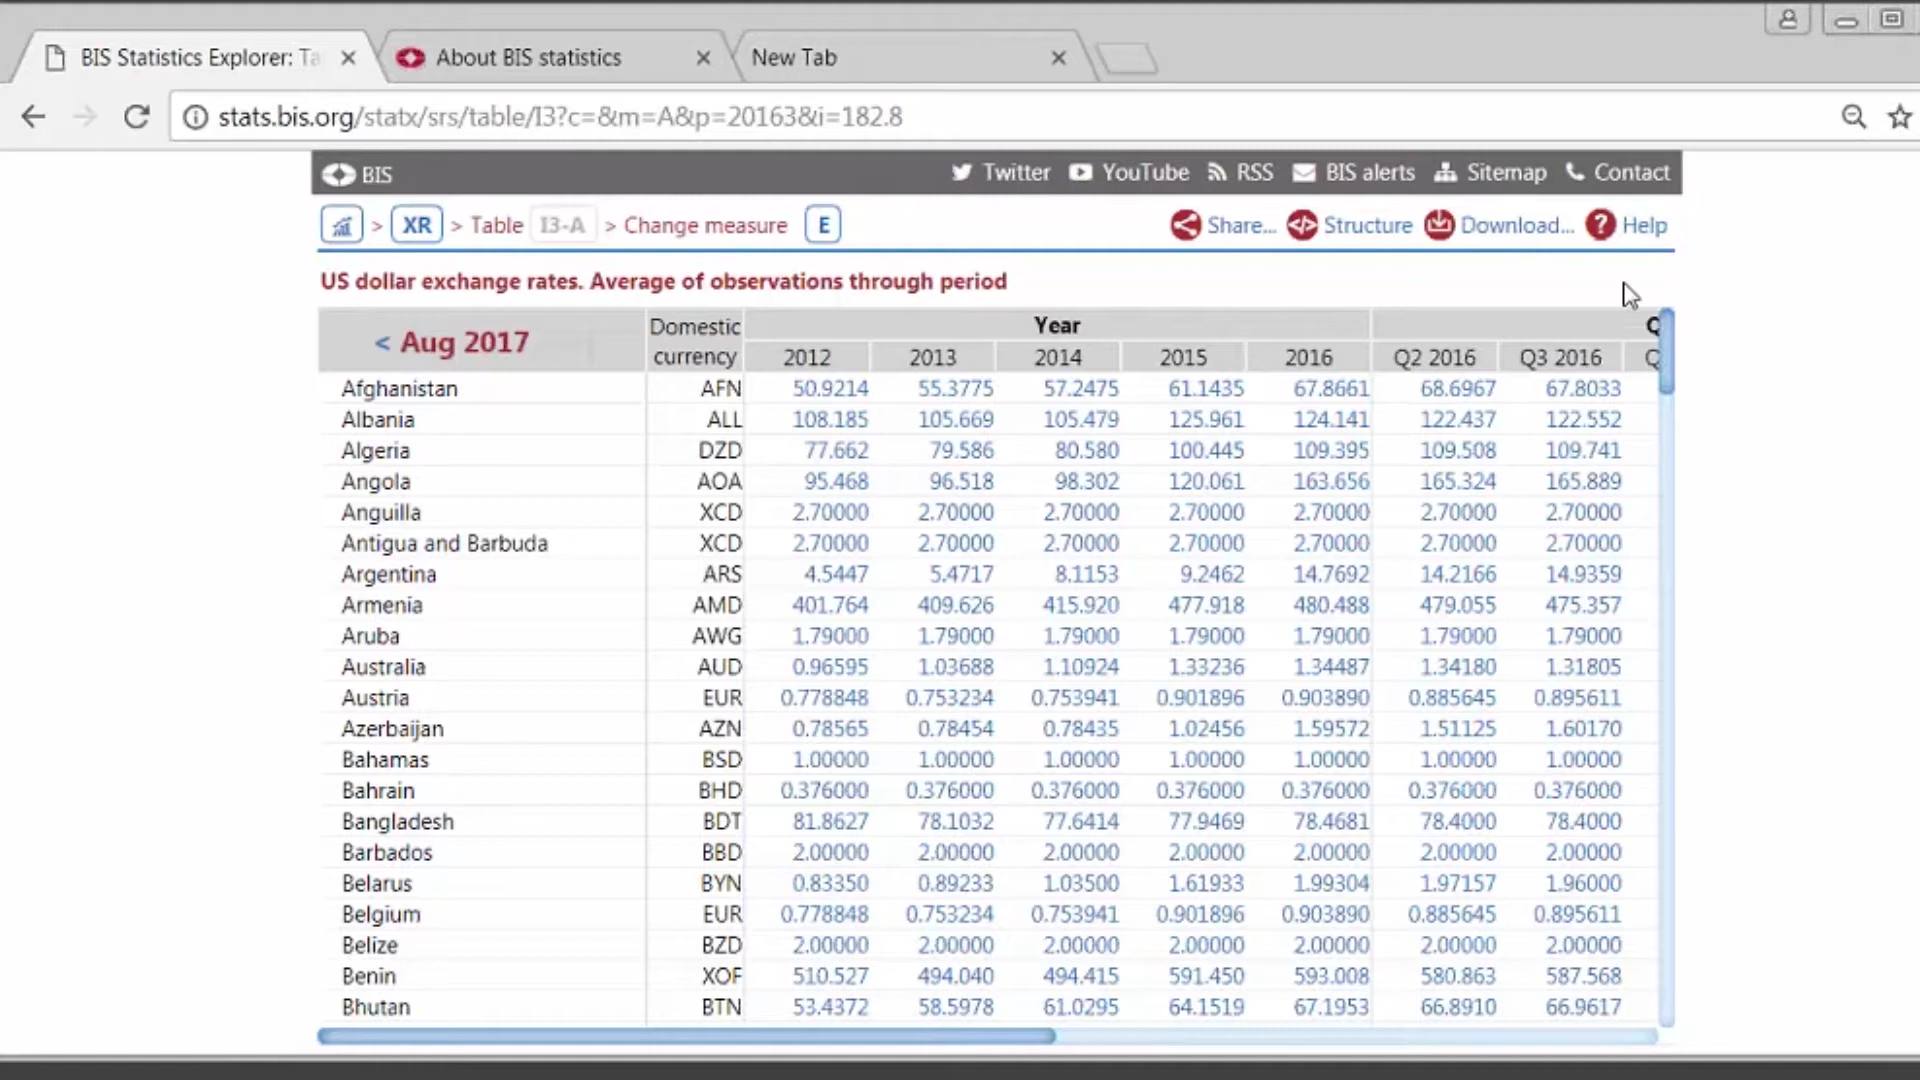 BIS Statistics Explorer: Ta
About BIS statistics
New Tab
stats.bis.org/statx/srs/table/I3?c=&m=A&p=20163&i=182.8
BIS Twitter YouTube RSS BIS alerts Sitemap Contact
> XR > Table I3-A > Change measure E Share... Structure Download... ? Help
US dollar exchange rates. Average of observations through period
< Aug 2017 Domestic currency Year Q
2012 2013 2014 2015 2016 Q2 2016 Q3 2016 Q
Afghanistan AFN 50.9214 55.3775 57.2475 61.1435 67.8661 68.6967 67.8033
Albania ALL 108.185 105.669 105.479 125.961 124.141 122.437 122.552
Algeria DZD 77.662 79.586 80.580 100.445 109.395 109.508 109.741
Angola AOA 95.468 96.518 98.302 120.061 163.656 165.324 165.889
Anguilla XCD 2.70000 2.70000 2.70000 2.70000 2.70000 2.70000 2.70000
Antigua and Barbuda XCD 2.70000 2.70000 2.70000 2.70000 2.70000 2.70000 2.70000
Argentina ARS 4.5447 5.4717 8.1153 9.2462 14.7692 14.2166 14.9359
Armenia AMD 401.764 409.626 415.920 477.918 480.488 479.055 475.357
Aruba AWG 1.79000 1.79000 1.79000 1.79000 1.79000 1.79000 1.79000
Australia AUD 0.96595 1.03688 1.10924 1.33236 1.34487 1.34180 1.31805
Austria EUR 0.778848 0.753234 0.753941 0.901896 0.903890 0.885645 0.895611
Azerbaijan AZN 0.78565 0.78454 0.78435 1.02456 1.59572 1.51125 1.60170
Bahamas BSD 1.00000 1.00000 1.00000 1.00000 1.00000 1.00000 1.00000
Bahrain BHD 0.376000 0.376000 0.376000 0.376000 0.376000 0.376000 0.376000
Bangladesh BDT 81.8627 78.1032 77.6414 77.9469 78.4681 78.4000 78.4000
Barbados BBD 2.00000 2.00000 2.00000 2.00000 2.00000 2.00000 2.00000
Belarus BYN 0.83350 0.89233 1.03500 1.61933 1.99304 1.97157 1.96000
Belgium EUR 0.778848 0.753234 0.753941 0.901896 0.903890 0.885645 0.895611
Belize BZD 2.00000 2.00000 2.00000 2.00000 2.00000 2.00000 2.00000
Benin XOF 510.527 494.040 494.415 591.450 593.008 580.863 587.568
Bhutan BTN 53.4372 58.5978 61.0295 64.1519 67.1953 66.8910 66.9617